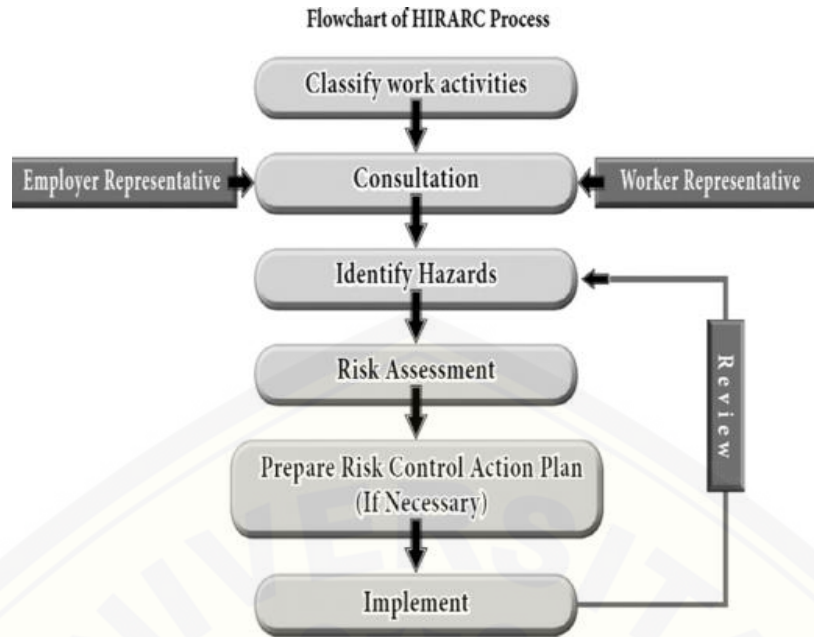 Flowchart of HIRARC Process
Classify work activities
Employer Representative
Consultation
Worker Representative
Identify Hazards
Risk Assessment
Review
Prepare Risk Control Action Plan
(If Necessary)
Implement